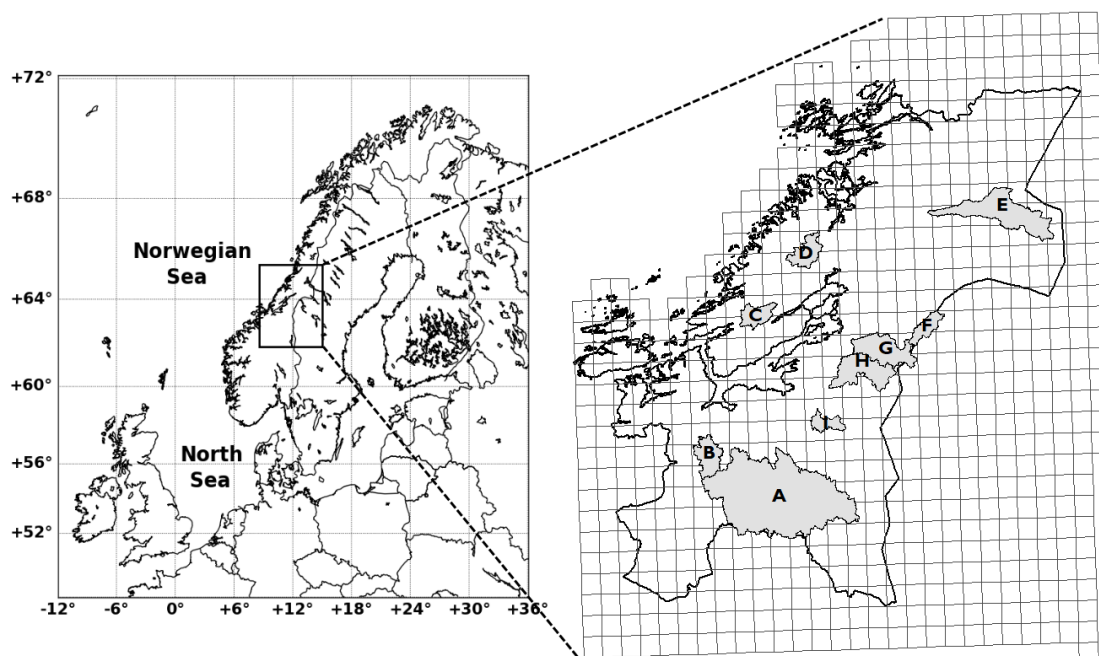 +72°
+68°
Norwegian
Sea
+64°
+60°
North
Sea
+56°
+52°
-12° -6° 0° +6° +12° +18° +24° +30° +36°
E
D
C
F
G
H
I
B
A